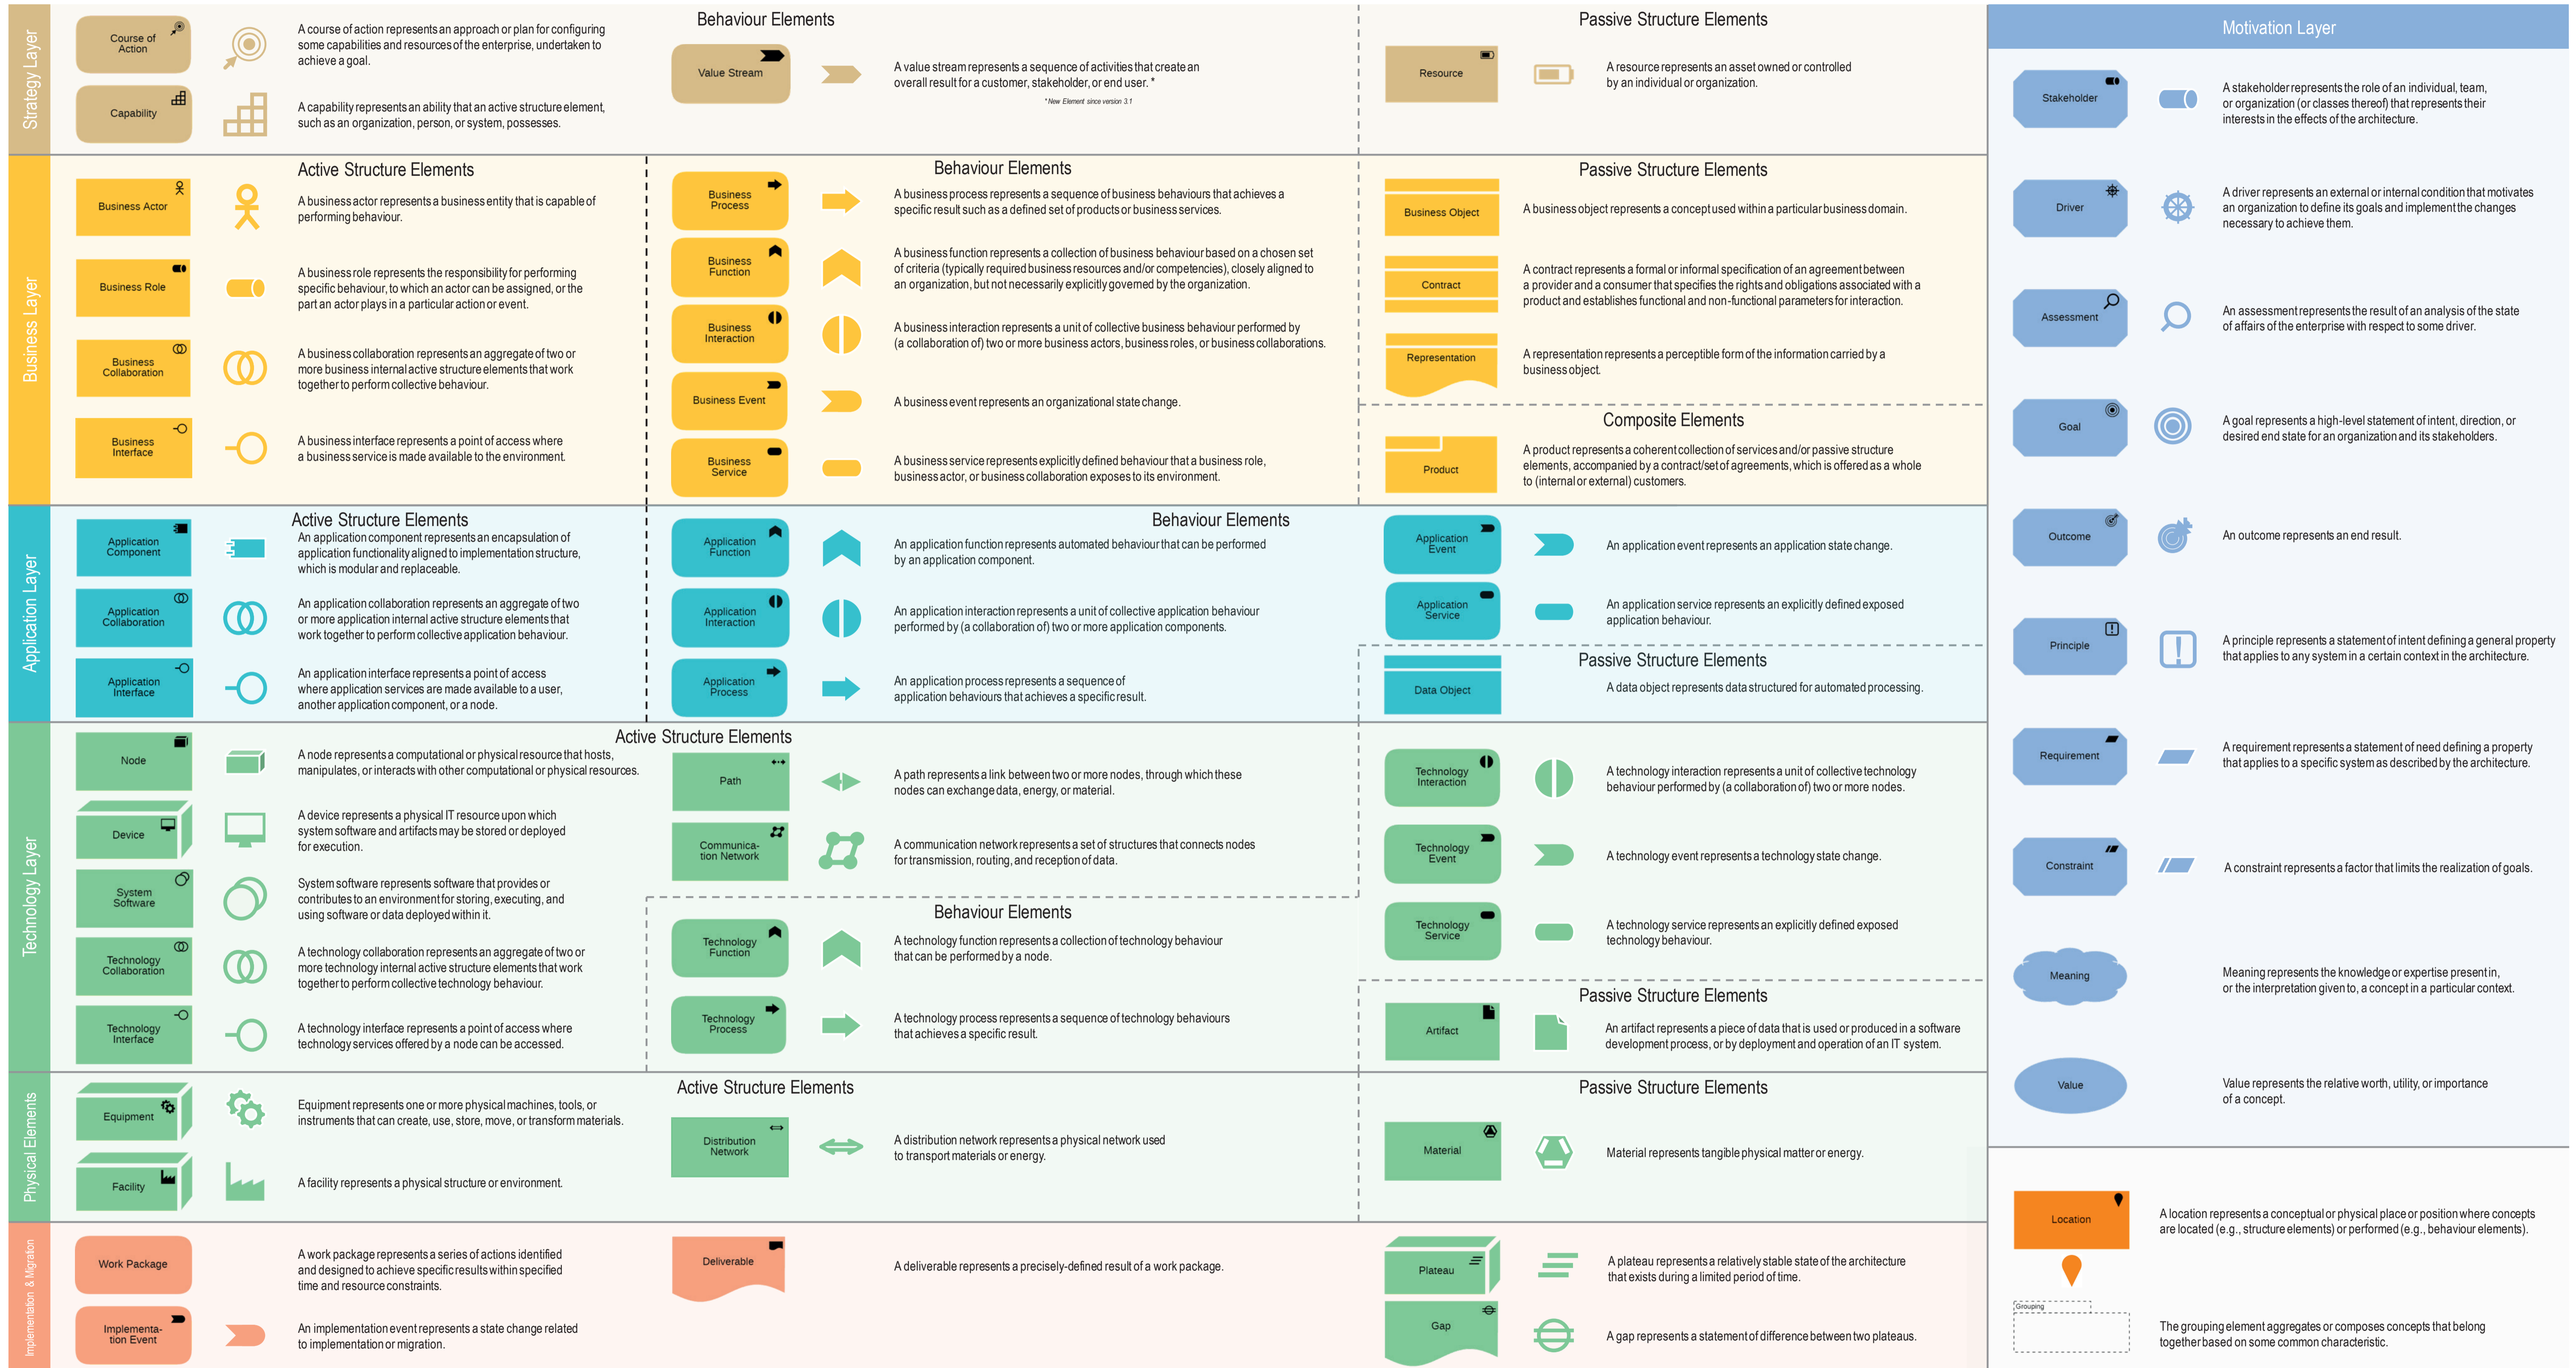 Strategy Layer
Course of
Action
A course of action represents an approach or plan for configuring
some capabilities and resources of the enterprise, undertaken to
achieve a goal.
Capability
A capability represents an ability that an active structure element,
such as an organization, person, or system, possesses.
Behaviour Elements
Value Stream
A value stream represents a sequence of activities that create an
overall result for a customer, stakeholder, or end user. *
* New Element since version 3.1
Passive Structure Elements
Resource
A resource represents an asset owned or controlled
by an individual or organization.
Business Layer
Active Structure Elements
Business Actor
A business actor represents a business entity that is capable of
performing behaviour.
Business Role
A business role represents the responsibility for performing
specific behaviour, to which an actor can be assigned, or the
part an actor plays in a particular action or event.
Business
Collaboration
A business collaboration represents an aggregate of two or
more business internal active structure elements that work
together to perform collective behaviour.
Business
Interface
A business interface represents a point of access where
a business service is made available to the environment.
Behaviour Elements
Business
Process
A business process represents a sequence of business behaviours that achieves a
specific result such as a defined set of products or business services.
Business
Function
A business function represents a collection of business behaviour based on a chosen set
of criteria (typically required business resources and/or competencies), closely aligned to
an organization, but not necessarily explicitly governed by the organization.
Business
Interaction
A business interaction represents a unit of collective business behaviour performed by
(a collaboration of) two or more business actors, business roles, or business collaborations.
Business Event
A business event represents an organizational state change.
Business
Service
A business service represents explicitly defined behaviour that a business role,
business actor, or business collaboration exposes to its environment.
Passive Structure Elements
Business Object
A business object represents a concept used within a particular business domain.
Contract
A contract represents a formal or informal specification of an agreement between
a provider and a consumer that specifies the rights and obligations associated with a
product and establishes functional and non-functional parameters for interaction.
Representation
A representation represents a perceptible form of the information carried by a
business object.
Composite Elements
Product
A product represents a coherent collection of services and/or passive structure
elements, accompanied by a contract/set of agreements, which is offered as a whole
to (internal or external) customers.
Application Layer
Active Structure Elements
Application
Component
An application component represents an encapsulation of
application functionality aligned to implementation structure,
which is modular and replaceable.
Application
Collaboration
An application collaboration represents an aggregate of two
or more application internal active structure elements that
work together to perform collective application behaviour.
Application
Interface
An application interface represents a point of access
where application services are made available to a user,
another application component, or a node.
Behaviour Elements
Application
Function
An application function represents automated behaviour that can be performed
by an application component.
Application
Interaction
An application interaction represents a unit of collective application behaviour
performed by (a collaboration of) two or more application components.
Application
Process
An application process represents a sequence of
application behaviours that achieves a specific result.
Application
Event
An application event represents an application state change.
Application
Service
An application service represents an explicitly defined exposed
application behaviour.
Passive Structure Elements
Data Object
A data object represents data structured for automated processing.
Technology Layer
Active Structure Elements
Node
A node represents a computational or physical resource that hosts,
manipulates, or interacts with other computational or physical resources.
Device
A device represents a physical IT resource upon which
system software and artifacts may be stored or deployed
for execution.
System
Software
System software represents software that provides or
contributes to an environment for storing, executing, and
using software or data deployed within it.
Technology
Collaboration
A technology collaboration represents an aggregate of two or
more technology internal active structure elements that work
together to perform collective technology behaviour.
Technology
Interface
A technology interface represents a point of access where
technology services offered by a node can be accessed.
Path
A path represents a link between two or more nodes, through which these
nodes can exchange data, energy, or material.
Communica-
tion Network
A communication network represents a set of structures that connects nodes
for transmission, routing, and reception of data.
Behaviour Elements
Technology
Function
A technology function represents a collection of technology behaviour
that can be performed by a node.
Technology
Process
A technology process represents a sequence of technology behaviours
that achieves a specific result.
Technology
Interaction
A technology interaction represents a unit of collective technology
behaviour performed by (a collaboration of) two or more nodes.
Technology
Event
A technology event represents a technology state change.
Technology
Service
A technology service represents an explicitly defined exposed
technology behaviour.
Passive Structure Elements
Artifact
An artifact represents a piece of data that is used or produced in a software
development process, or by deployment and operation of an IT system.
Physical Elements
Active Structure Elements
Equipment
Equipment represents one or more physical machines, tools, or
instruments that can create, use, store, move, or transform materials.
Facility
A facility represents a physical structure or environment.
Distribution
Network
A distribution network represents a physical network used
to transport materials or energy.
Passive Structure Elements
Material
Material represents tangible physical matter or energy.
Implementation & Migration
Work Package
A work package represents a series of actions identified
and designed to achieve specific results within specified
time and resource constraints.
Implementa-
tion Event
An implementation event represents a state change related
to implementation or migration.
Deliverable
A deliverable represents a precisely-defined result of a work package.
Plateau
A plateau represents a relatively stable state of the architecture
that exists during a limited period of time.
Gap
A gap represents a statement of difference between two plateaus.
Motivation Layer
Stakeholder
A stakeholder represents the role of an individual, team,
or organization (or classes thereof) that represents their
interests in the effects of the architecture.
Driver
A driver represents an external or internal condition that motivates
an organization to define its goals and implement the changes
necessary to achieve them.
Assessment
An assessment represents the result of an analysis of the state
of affairs of the enterprise with respect to some driver.
Goal
A goal represents a high-level statement of intent, direction, or
desired end state for an organization and its stakeholders.
Outcome
An outcome represents an end result.
Principle
A principle represents a statement of intent defining a general property
that applies to any system in a certain context in the architecture.
Requirement
A requirement represents a statement of need defining a property
that applies to a specific system as described by the architecture.
Constraint
A constraint represents a factor that limits the realization of goals.
Meaning
Meaning represents the knowledge or expertise present in,
or the interpretation given to, a concept in a particular context.
Value
Value represents the relative worth, utility, or importance
of a concept.
Location
A location represents a conceptual or physical place or position where concepts
are located (e.g., structure elements) or performed (e.g., behaviour elements).
Grouping
The grouping element aggregates or composes concepts that belong
together based on some common characteristic.